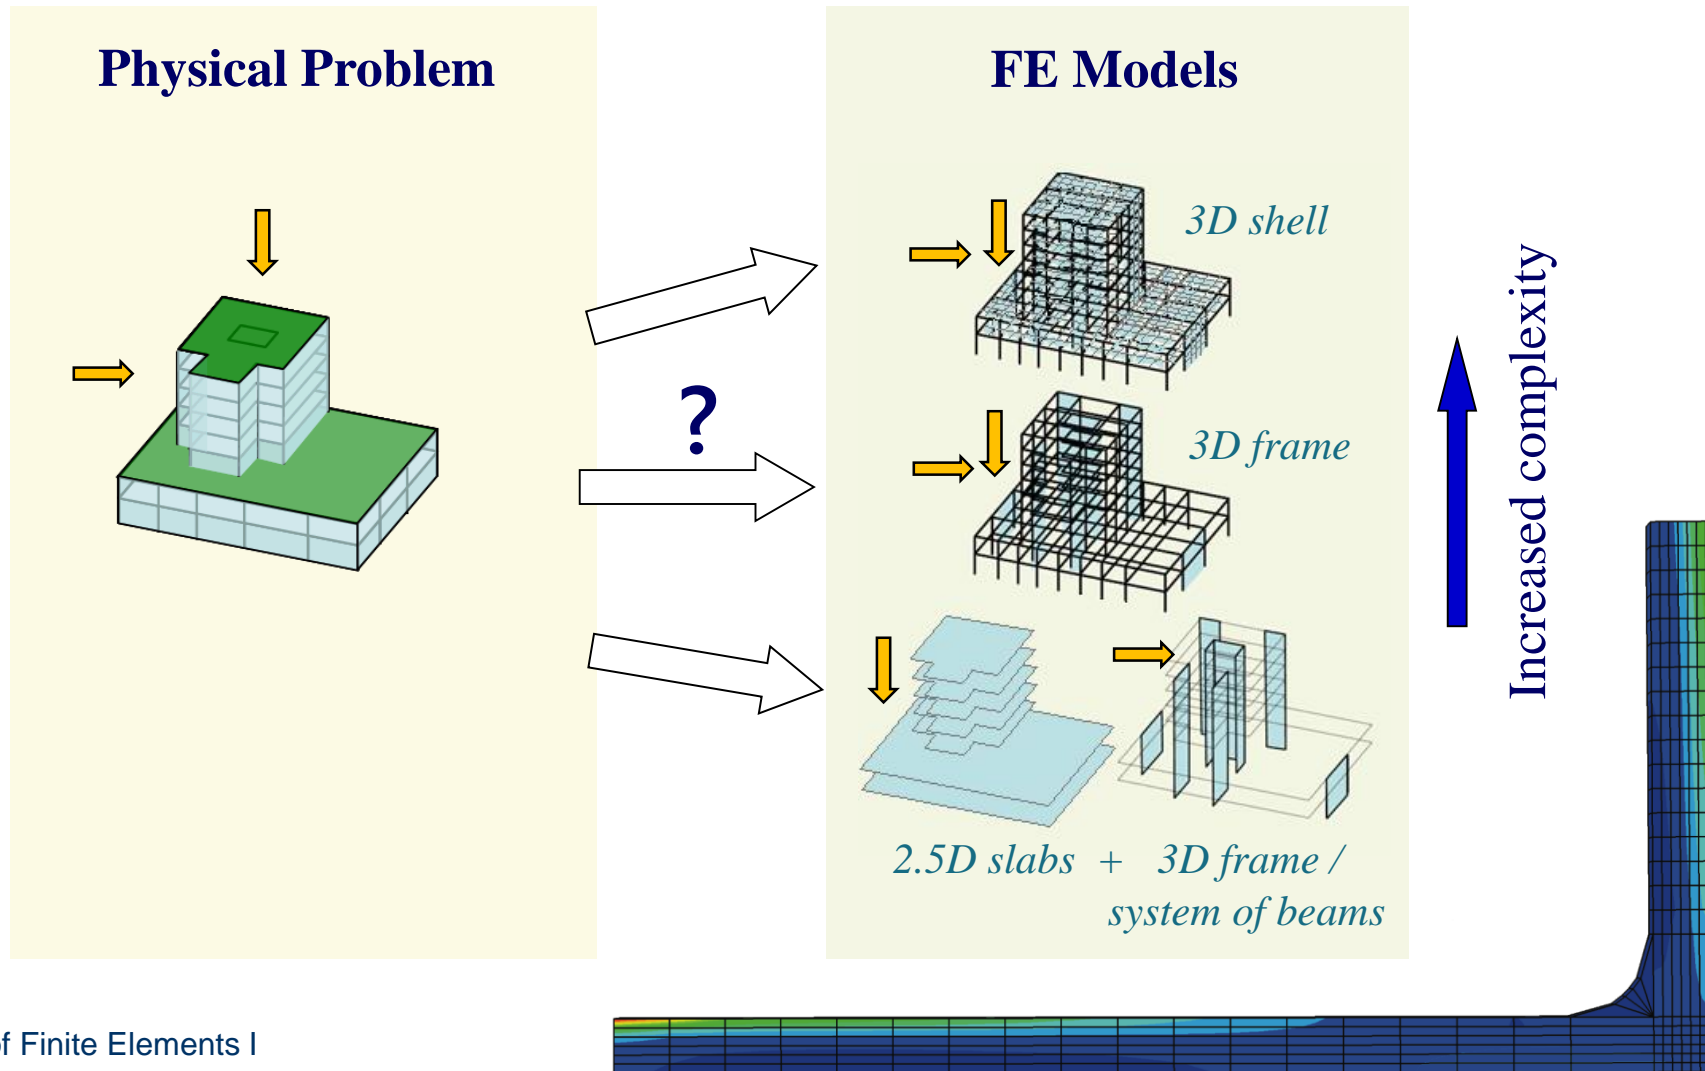 Physical Problem
FE Models
3D shell
?
3D frame
Increased complexity
2.5D slabs + 3D frame /
system of beams
of Finite Elements I